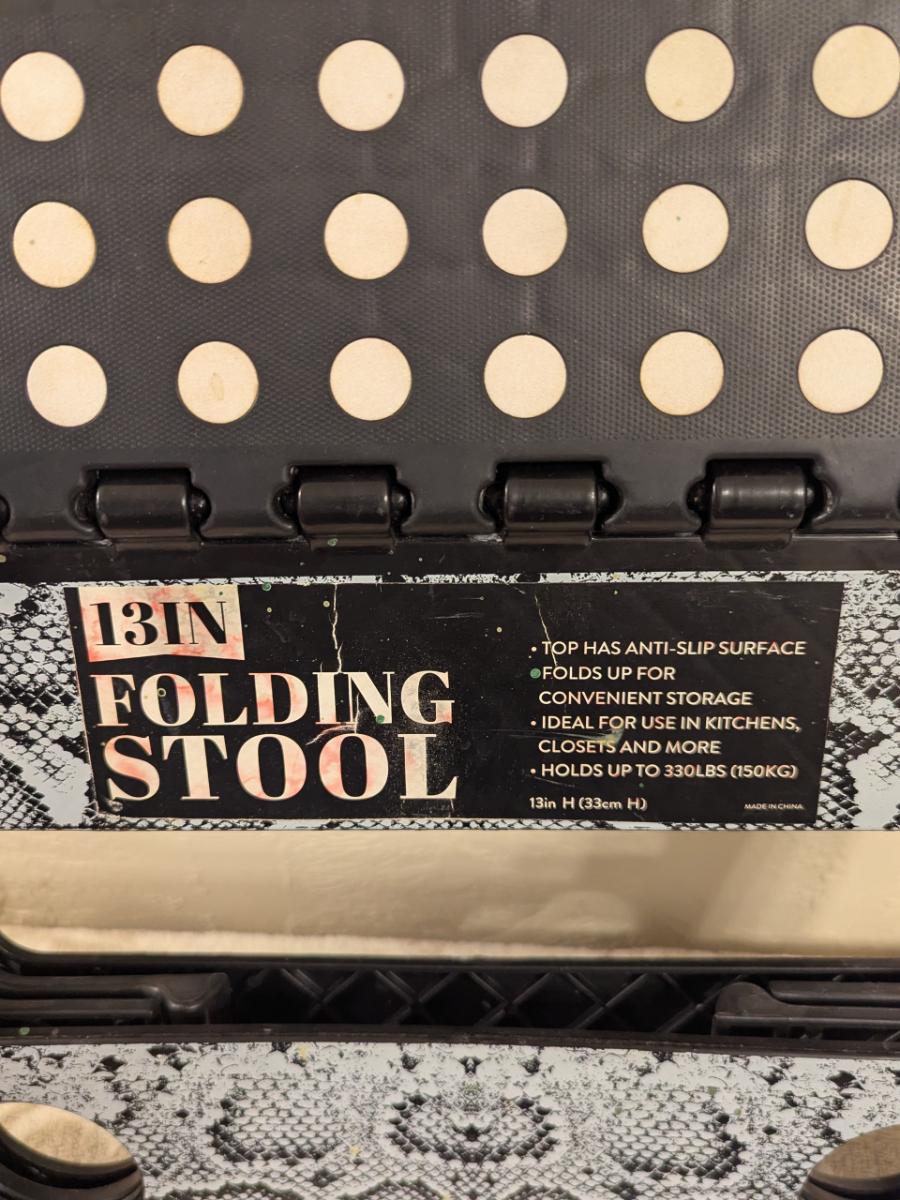 13IN
FOLDING
STOOL
• TOP HAS ANTI-SLIP SURFACE
• FOLDS UP FOR
CONVENIENT STORAGE
• IDEAL FOR USE IN KITCHENS,
CLOSETS AND MORE
• HOLDS UP TO 330LBS (150KG)
13in H (33cm H)
MADE IN CHINA.